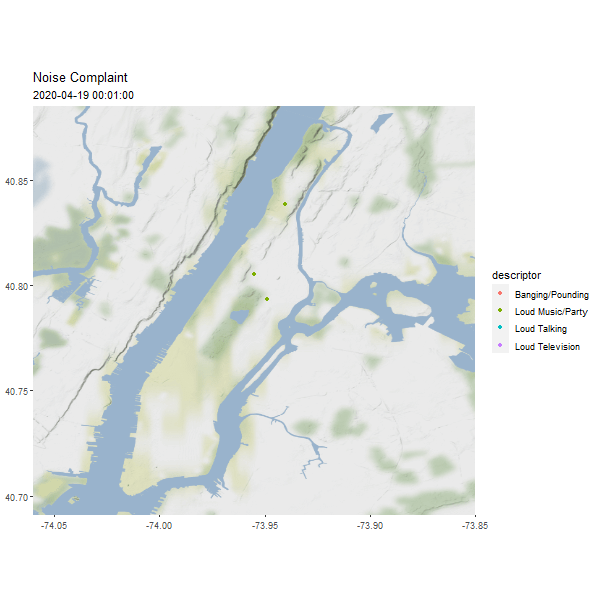 Noise Complaint
2020-04-19 00:01:00
40.85
40.80
40.75
40.70
-74.05
-74.00
-73.95
-73.90
-73.85
descriptor
Banging/Pounding
Loud Music/Party
Loud Talking
Loud Television